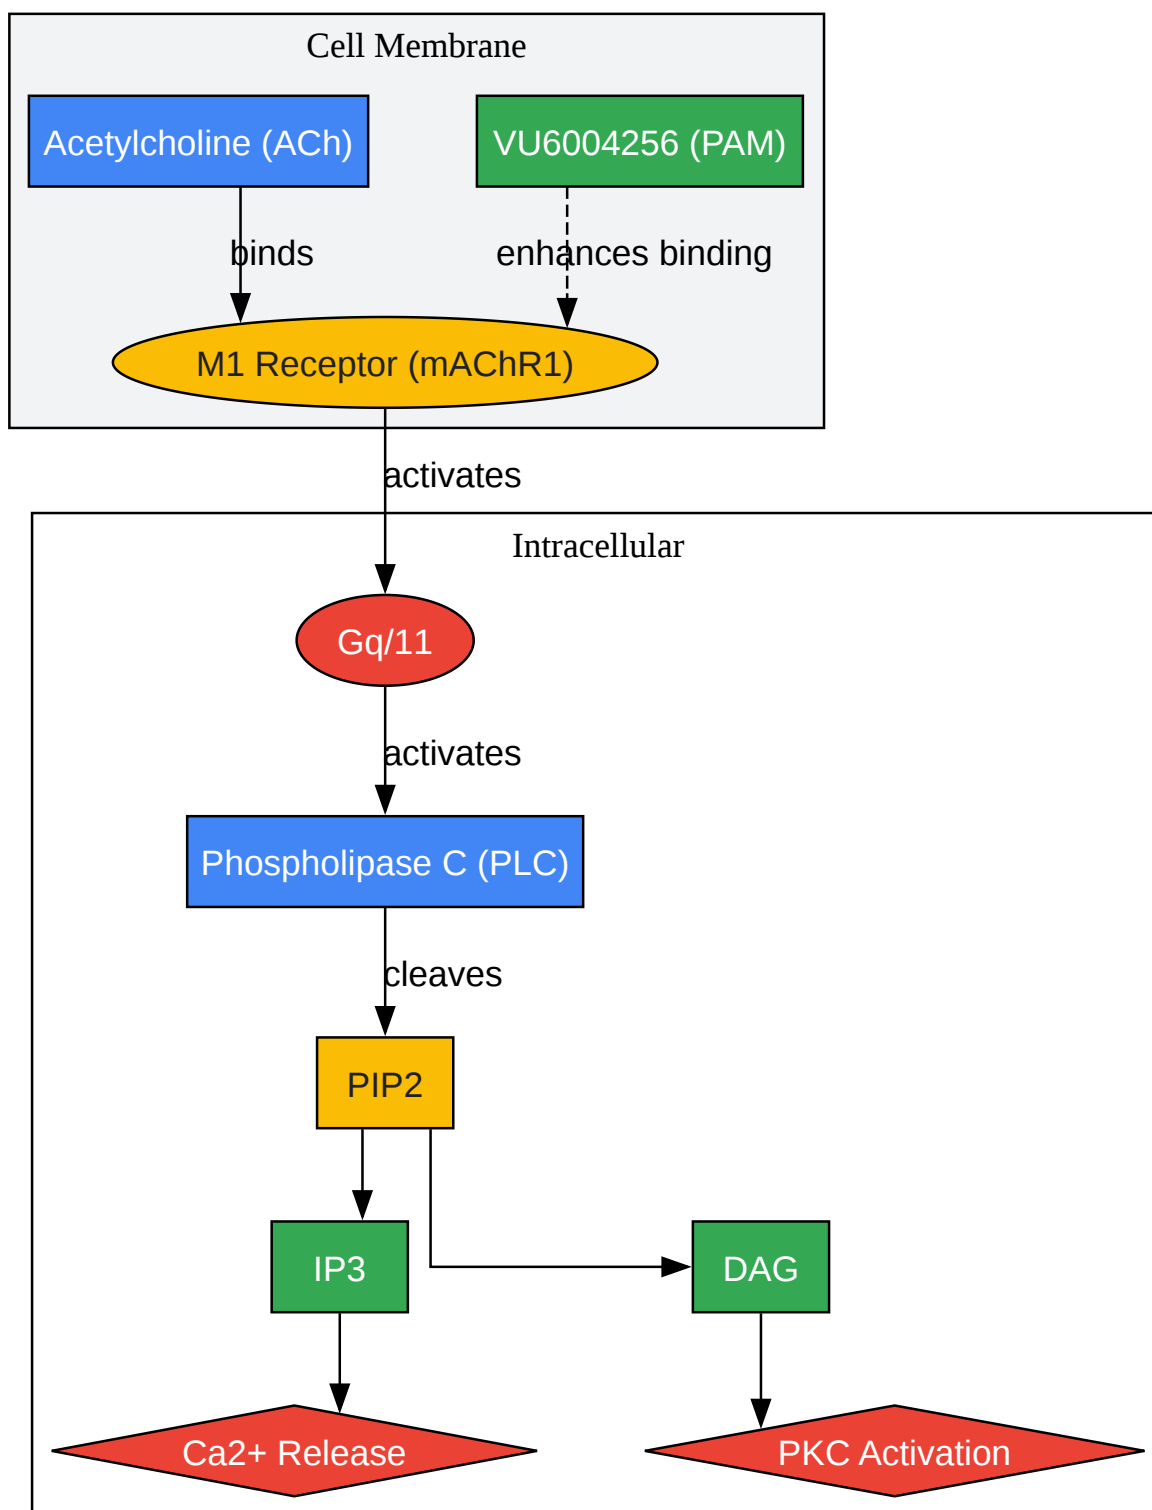 Cell Membrane
Acetylcholine (ACh)
VU6004256 (PAM)
binds
enhances binding
M1 Receptor (mAChR1)
activates
Intracellular
Gq/11
activates
Phospholipase C (PLC)
cleaves
PIP2
IP3
DAG
Ca2+ Release
PKC Activation